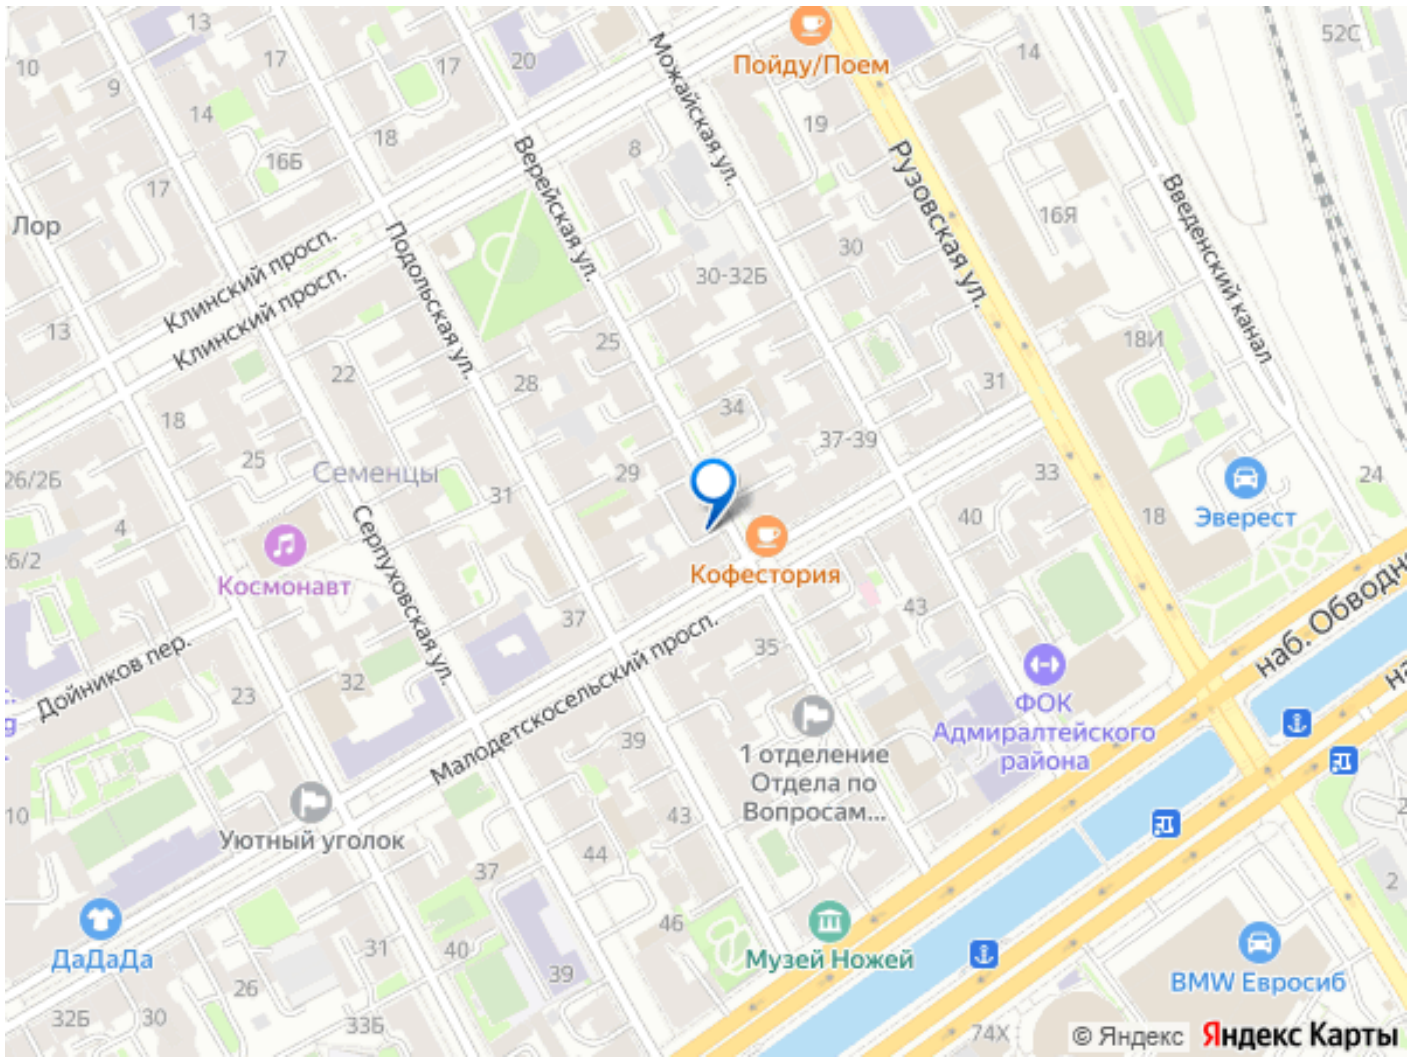 13
Пойду/Поем
52С
10
17
20
17
14
9
14
Можайская ул.
18
19
8
16Б
Верейская ул.
Рузовская ул.
17
Введенский канал
16Я
Лор
Клинский просп.
Подольская ул.
30
30-32Б
Клинский просп.
13
25
18И
22
28
31
34
18
37-39
25
Семенцы
29
33
24
26/2Б
31
4
Серпуховская ул.
40
18
Эверест
26/2
Космонавт
Кофестория
43
37
Малодетскосельский просп.
35
наб. Обводн
Дойников пер.
32
23
g
ФОК
Адмиралтейского
района
39
1 отделение
Отдела по
Вопросам...
10
Уютный уголок
43
44
37
2
46
ДаДаДа
31
40
39
Музей Ножей
BMW Евросиб
26
32Б
30
33Б
74Х
© Яндекс
Яндекс Карты